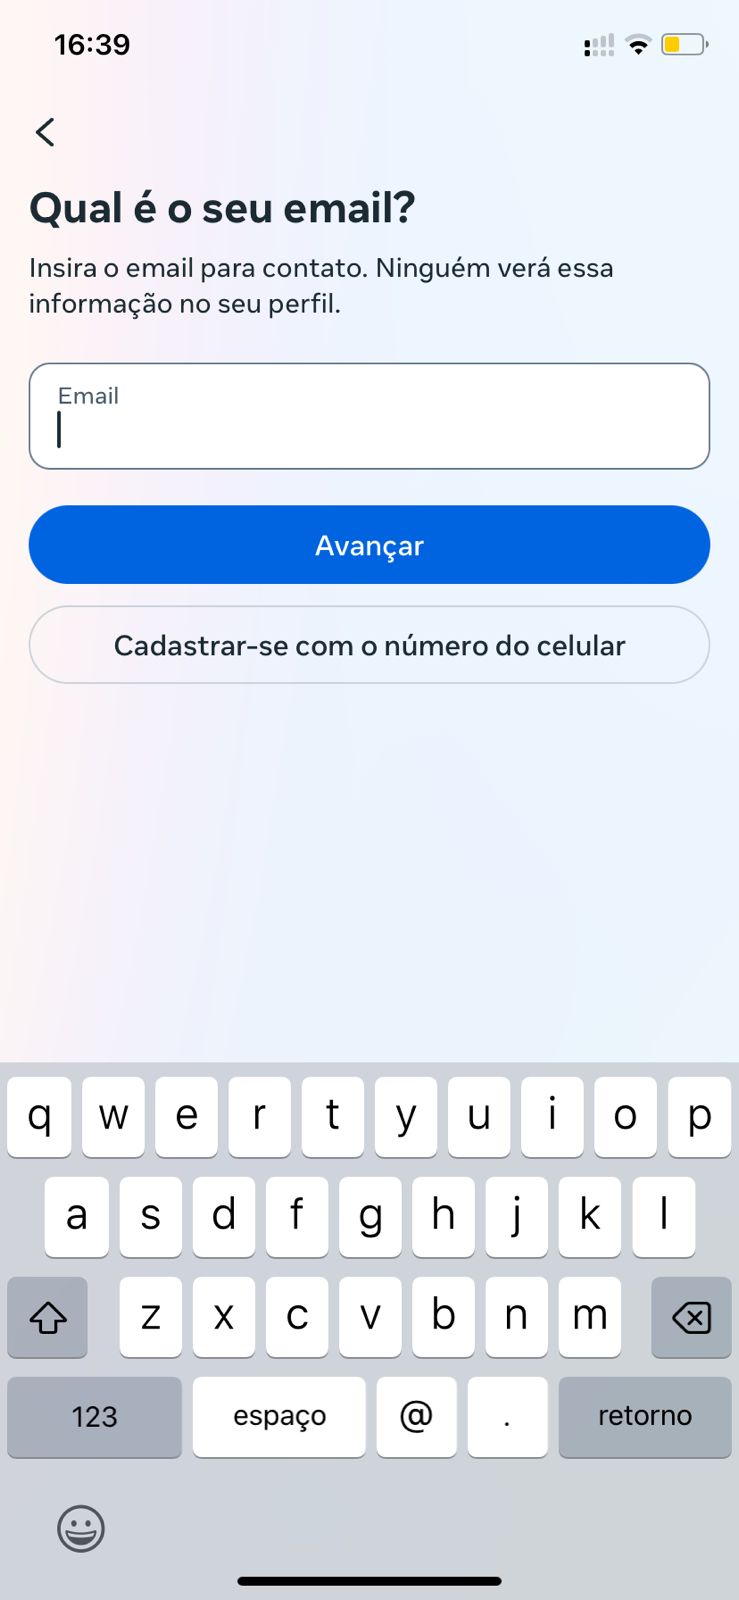 16:39
Qual é o seu email?
Insira o email para contato. Ninguém verá essa
informação no seu perfil.
Email
Avançar
Cadastrar-se com o número do celular
q w e r t y u i o p
a s d f g h j k l
z x c v b n m
123 espaço @ . retorno